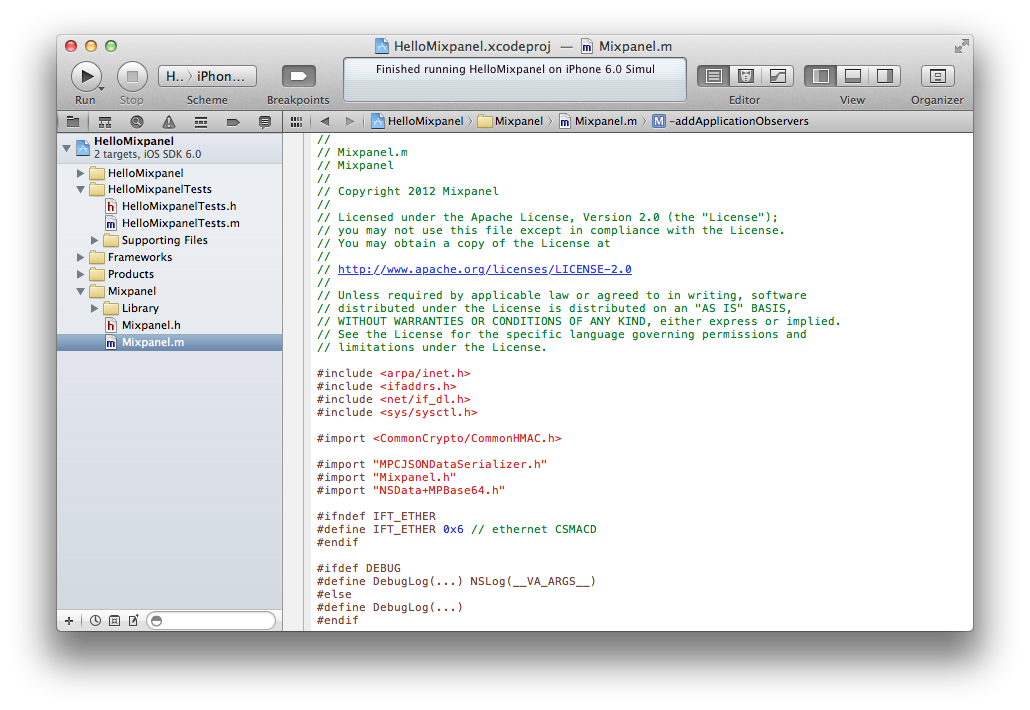 HelloMixpanel.xcodeproj — Mixpanel.m
Finished running HelloMixpanel on iPhone 6.0 Simul
H.. 〉 iPhon...
Run Stop Scheme Breakpoints Editor View Organizer
HelloMixpanel 〉 Mixpanel 〉 Mixpanel.m 〉 M -addApplicationObservers
HelloMixpanel
2 targets, iOS SDK 6.0
HelloMixpanel
HelloMixpanelTests
h HelloMixpanelTests.h
m HelloMixpanelTests.m
Supporting Files
Frameworks
Products
Mixpanel
Library
h Mixpanel.h
m Mixpanel.m
//
// Mixpanel.m
// Mixpanel
//
// Copyright 2012 Mixpanel
//
// Licensed under the Apache License, Version 2.0 (the "License");
// you may not use this file except in compliance with the License.
// You may obtain a copy of the License at
//
// http://www.apache.org/licenses/LICENSE-2.0
//
// Unless required by applicable law or agreed to in writing, software
// distributed under the License is distributed on an "AS IS" BASIS,
// WITHOUT WARRANTIES OR CONDITIONS OF ANY KIND, either express or implied.
// See the License for the specific language governing permissions and
// limitations under the License.
#include <arpa/inet.h>
#include <ifaddrs.h>
#include <net/if_dl.h>
#include <sys/sysctl.h>
#import <CommonCrypto/CommonHMAC.h>
#import "MPCJSONDataSerializer.h"
#import "Mixpanel.h"
#import "NSData+MPBase64.h"
#ifndef IFT_ETHER
#define IFT_ETHER 0x6 // ethernet CSMACD
#endif
#ifdef DEBUG
#define DebugLog(...) NSLog(__VA_ARGS__)
#else
#define DebugLog(...)
#endif